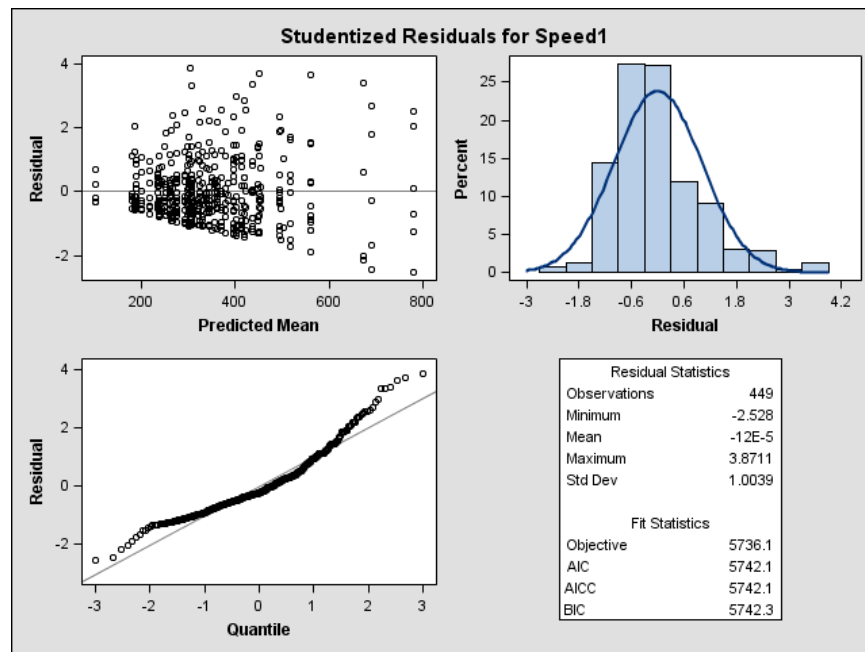 Studentized Residuals for Speed1
4
2
0
-2
Residual
200
400
600
800
Predicted Mean
25
20
15
10
5
0
Percent
-3
-1.8
-0.6
0.6
1.8
3
4.2
Residual
4
2
0
-2
Residual
-3
-2
-1
0
1
2
3
Quantile
Residual Statistics
Observations 449
Minimum -2.528
Mean -12E-5
Maximum 3.8711
Std Dev 1.0039
Fit Statistics
Objective 5736.1
AIC 5742.1
AICC 5742.1
BIC 5742.3